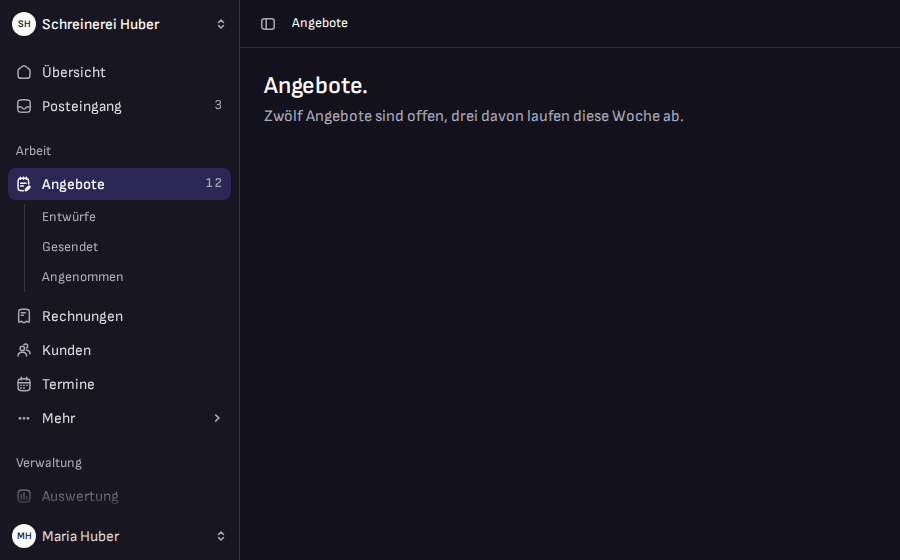 SH Schreinerei Huber
Übersicht
Posteingang 3
Arbeit
Angebote 12
Entwürfe
Gesendet
Angenommen
Rechnungen
Kunden
Termine
Mehr
Verwaltung
Auswertung
MH Maria Huber
Angebote
Angebote.
Zwölf Angebote sind offen, drei davon laufen diese Woche ab.